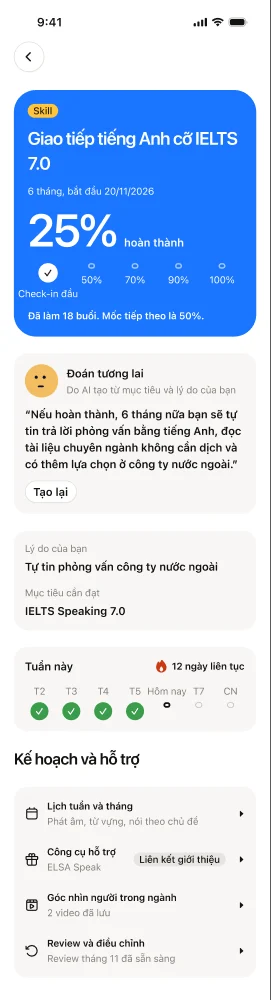 9:41
Skill
Giao tiếp tiếng Anh cỡ IELTS
7.0
6 tháng, bắt đầu 20/11/2026
25% hoàn thành
50% 70% 90% 100%
Check-in đầu
Đã làm 18 buổi. Mốc tiếp theo là 50%.
Đoán tương lai
Do AI tạo từ mục tiêu và lý do của bạn
“Nếu hoàn thành, 6 tháng nữa bạn sẽ tự
tin trả lời phỏng vấn bằng tiếng Anh, đọc
tài liệu chuyên ngành không cần dịch và
có thêm lựa chọn ở công ty nước ngoài.”
Tạo lại
Lý do của bạn
Tự tin phỏng vấn công ty nước ngoài
Mục tiêu cần đạt
IELTS Speaking 7.0
Tuần này 12 ngày liên tục
T2 T3 T4 T5 Hôm nay T7 CN
Kế hoạch và hỗ trợ
Lịch tuần và tháng
Phát âm, từ vựng, nói theo chủ đề
Công cụ hỗ trợ
ELSA Speak
Liên kết giới thiệu
Góc nhìn người trong ngành
2 video đã lưu
Review và điều chỉnh
Review tháng 11 đã sẵn sàng